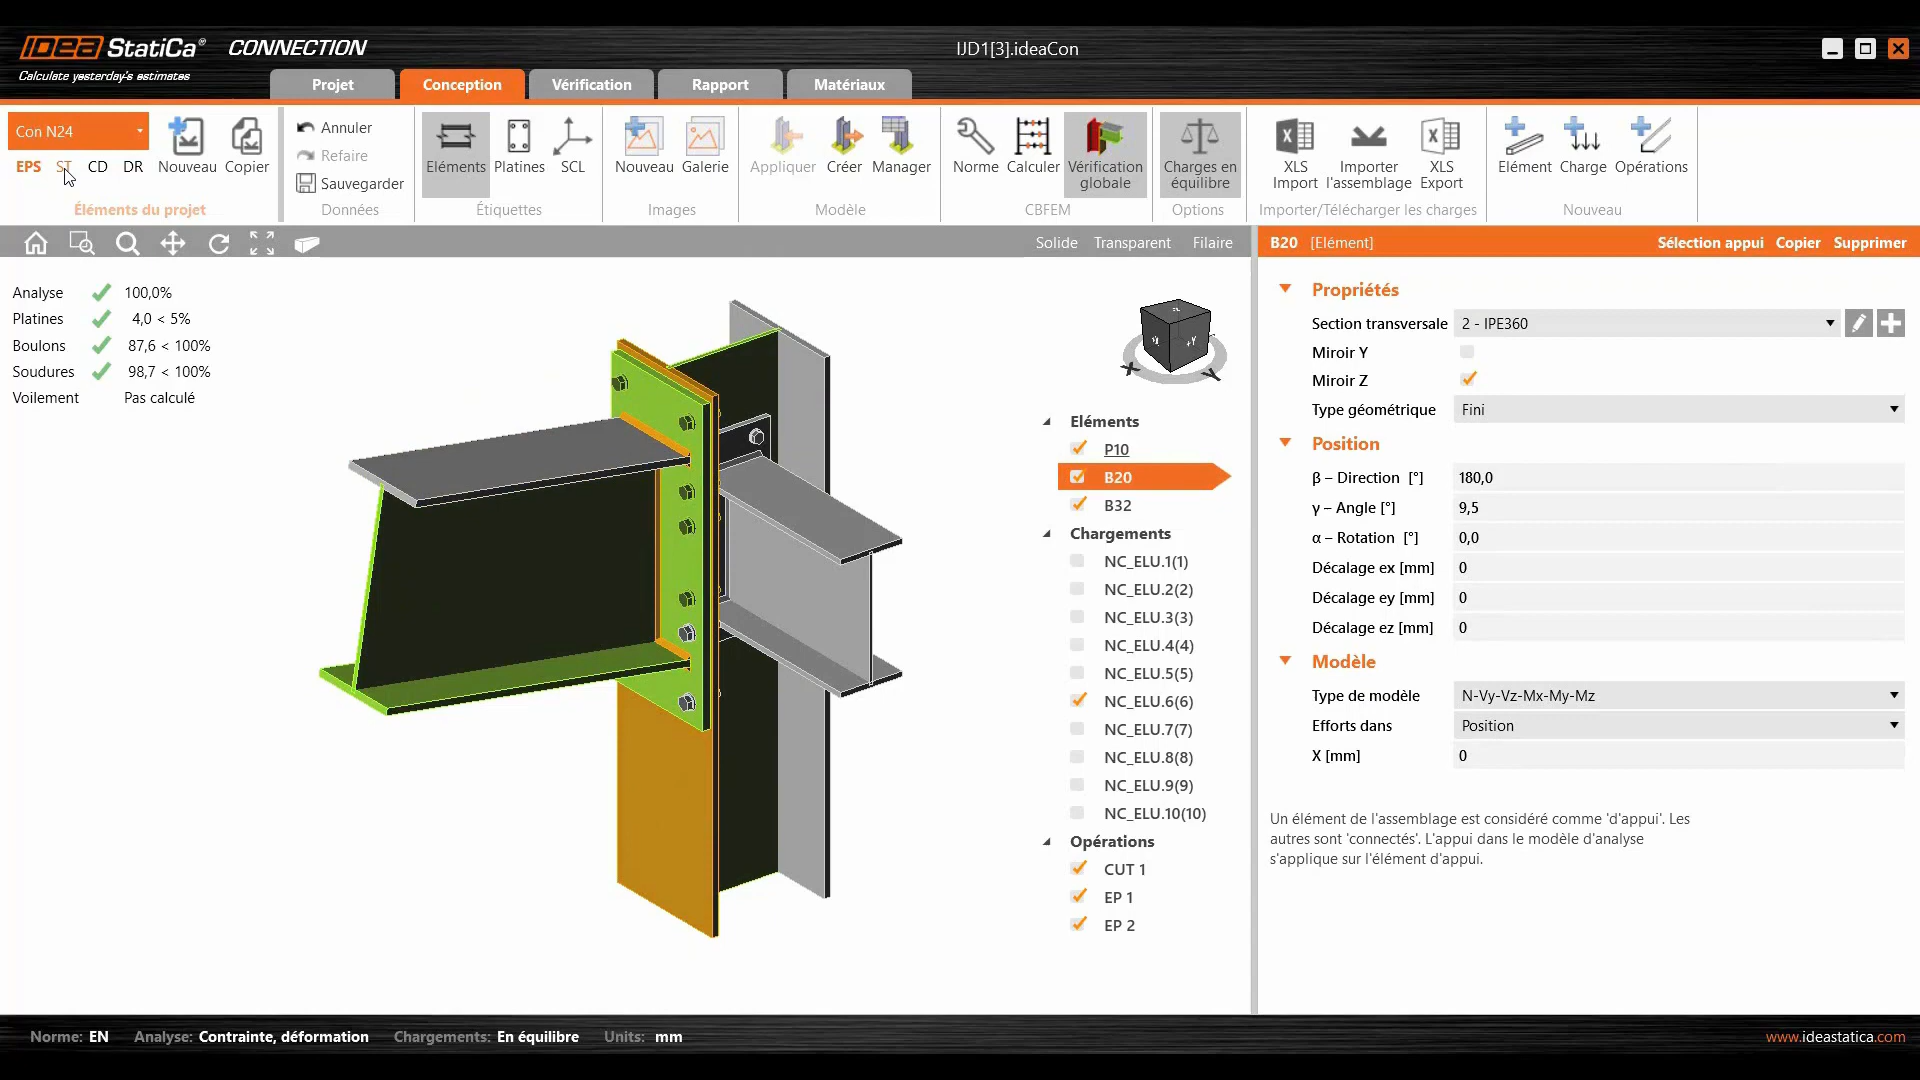 IDEA StatiCa® CONNECTION
Calculate yesterday's estimates
IJD1[3].ideaCon
Projet Conception Vérification Rapport Matériaux
Con N24
EPS ST CD DR
Nouveau Copier
Éléments du projet
Annuler
Refaire
Sauvegarder
Données
Eléments Platines SCL
Étiquettes
Nouveau Galerie
Images
Appliquer Créer Manager
Modèle
Norme Calculer Vérification globale
CBFEM
Charges en équilibre
Options
XLS Import
Importer l'assemblage
XLS Export
Importer/Télécharger les charges
Elément Charge Opérations
Nouveau
Solide Transparent Filaire
B20 [Elément] Sélection appui Copier Supprimer
Analyse 100,0%
Platines 4,0 < 5%
Boulons 87,6 < 100%
Soudures 98,7 < 100%
Voilement Pas calculé
+Y
X Y
Eléments
P10
B20
B32
Chargements
NC_ELU.1(1)
NC_ELU.2(2)
NC_ELU.3(3)
NC_ELU.4(4)
NC_ELU.5(5)
NC_ELU.6(6)
NC_ELU.7(7)
NC_ELU.8(8)
NC_ELU.9(9)
NC_ELU.10(10)
Opérations
CUT 1
EP 1
EP 2
Propriétés
Section transversale 2 - IPE360
Miroir Y
Miroir Z
Type géométrique Fini
Position
β – Direction [°] 180,0
γ – Angle [°] 9,5
α – Rotation [°] 0,0
Décalage ex [mm] 0
Décalage ey [mm] 0
Décalage ez [mm] 0
Modèle
Type de modèle N-Vy-Vz-Mx-My-Mz
Efforts dans Position
X [mm] 0
Un élément de l'assemblage est considéré comme 'd'appui'. Les
autres sont 'connectés'. L'appui dans le modèle d'analyse
s'applique sur l'élément d'appui.
Norme: EN Analyse: Contrainte, déformation Chargements: En équilibre Units: mm
www.ideastatica.com